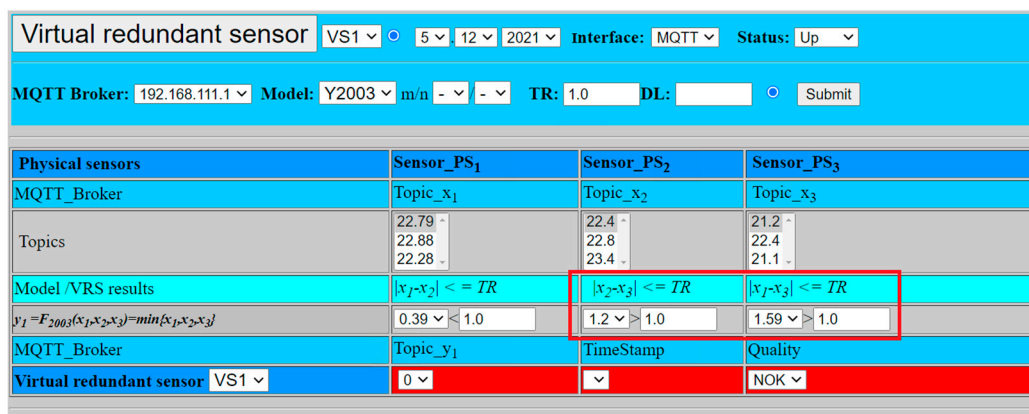 Virtual redundant sensor VS1 5 . 12 2021 Interface: MQTT Status: Up
MQTT Broker: 192.168.111.1 Model: Y2003 m/n - / - TR: 1.0 DL: Submit
Physical sensors Sensor_PS1 Sensor_PS2 Sensor_PS3
MQTT_Broker Topic_x1 Topic_x2 Topic_x3
Topics 22.79 22.4 21.2
22.88 22.8 22.4
22.28 23.4 21.1
Model /VRS results |x1-x2| < = TR |x2-x3| <= TR |x1-x3| <= TR
y1 =F2003(x1,x2,x3)=min{x1,x2,x3} 0.39 < 1.0 1.2 > 1.0 1.59 > 1.0
MQTT_Broker Topic_y1 TimeStamp Quality
Virtual redundant sensor VS1 0 NOK